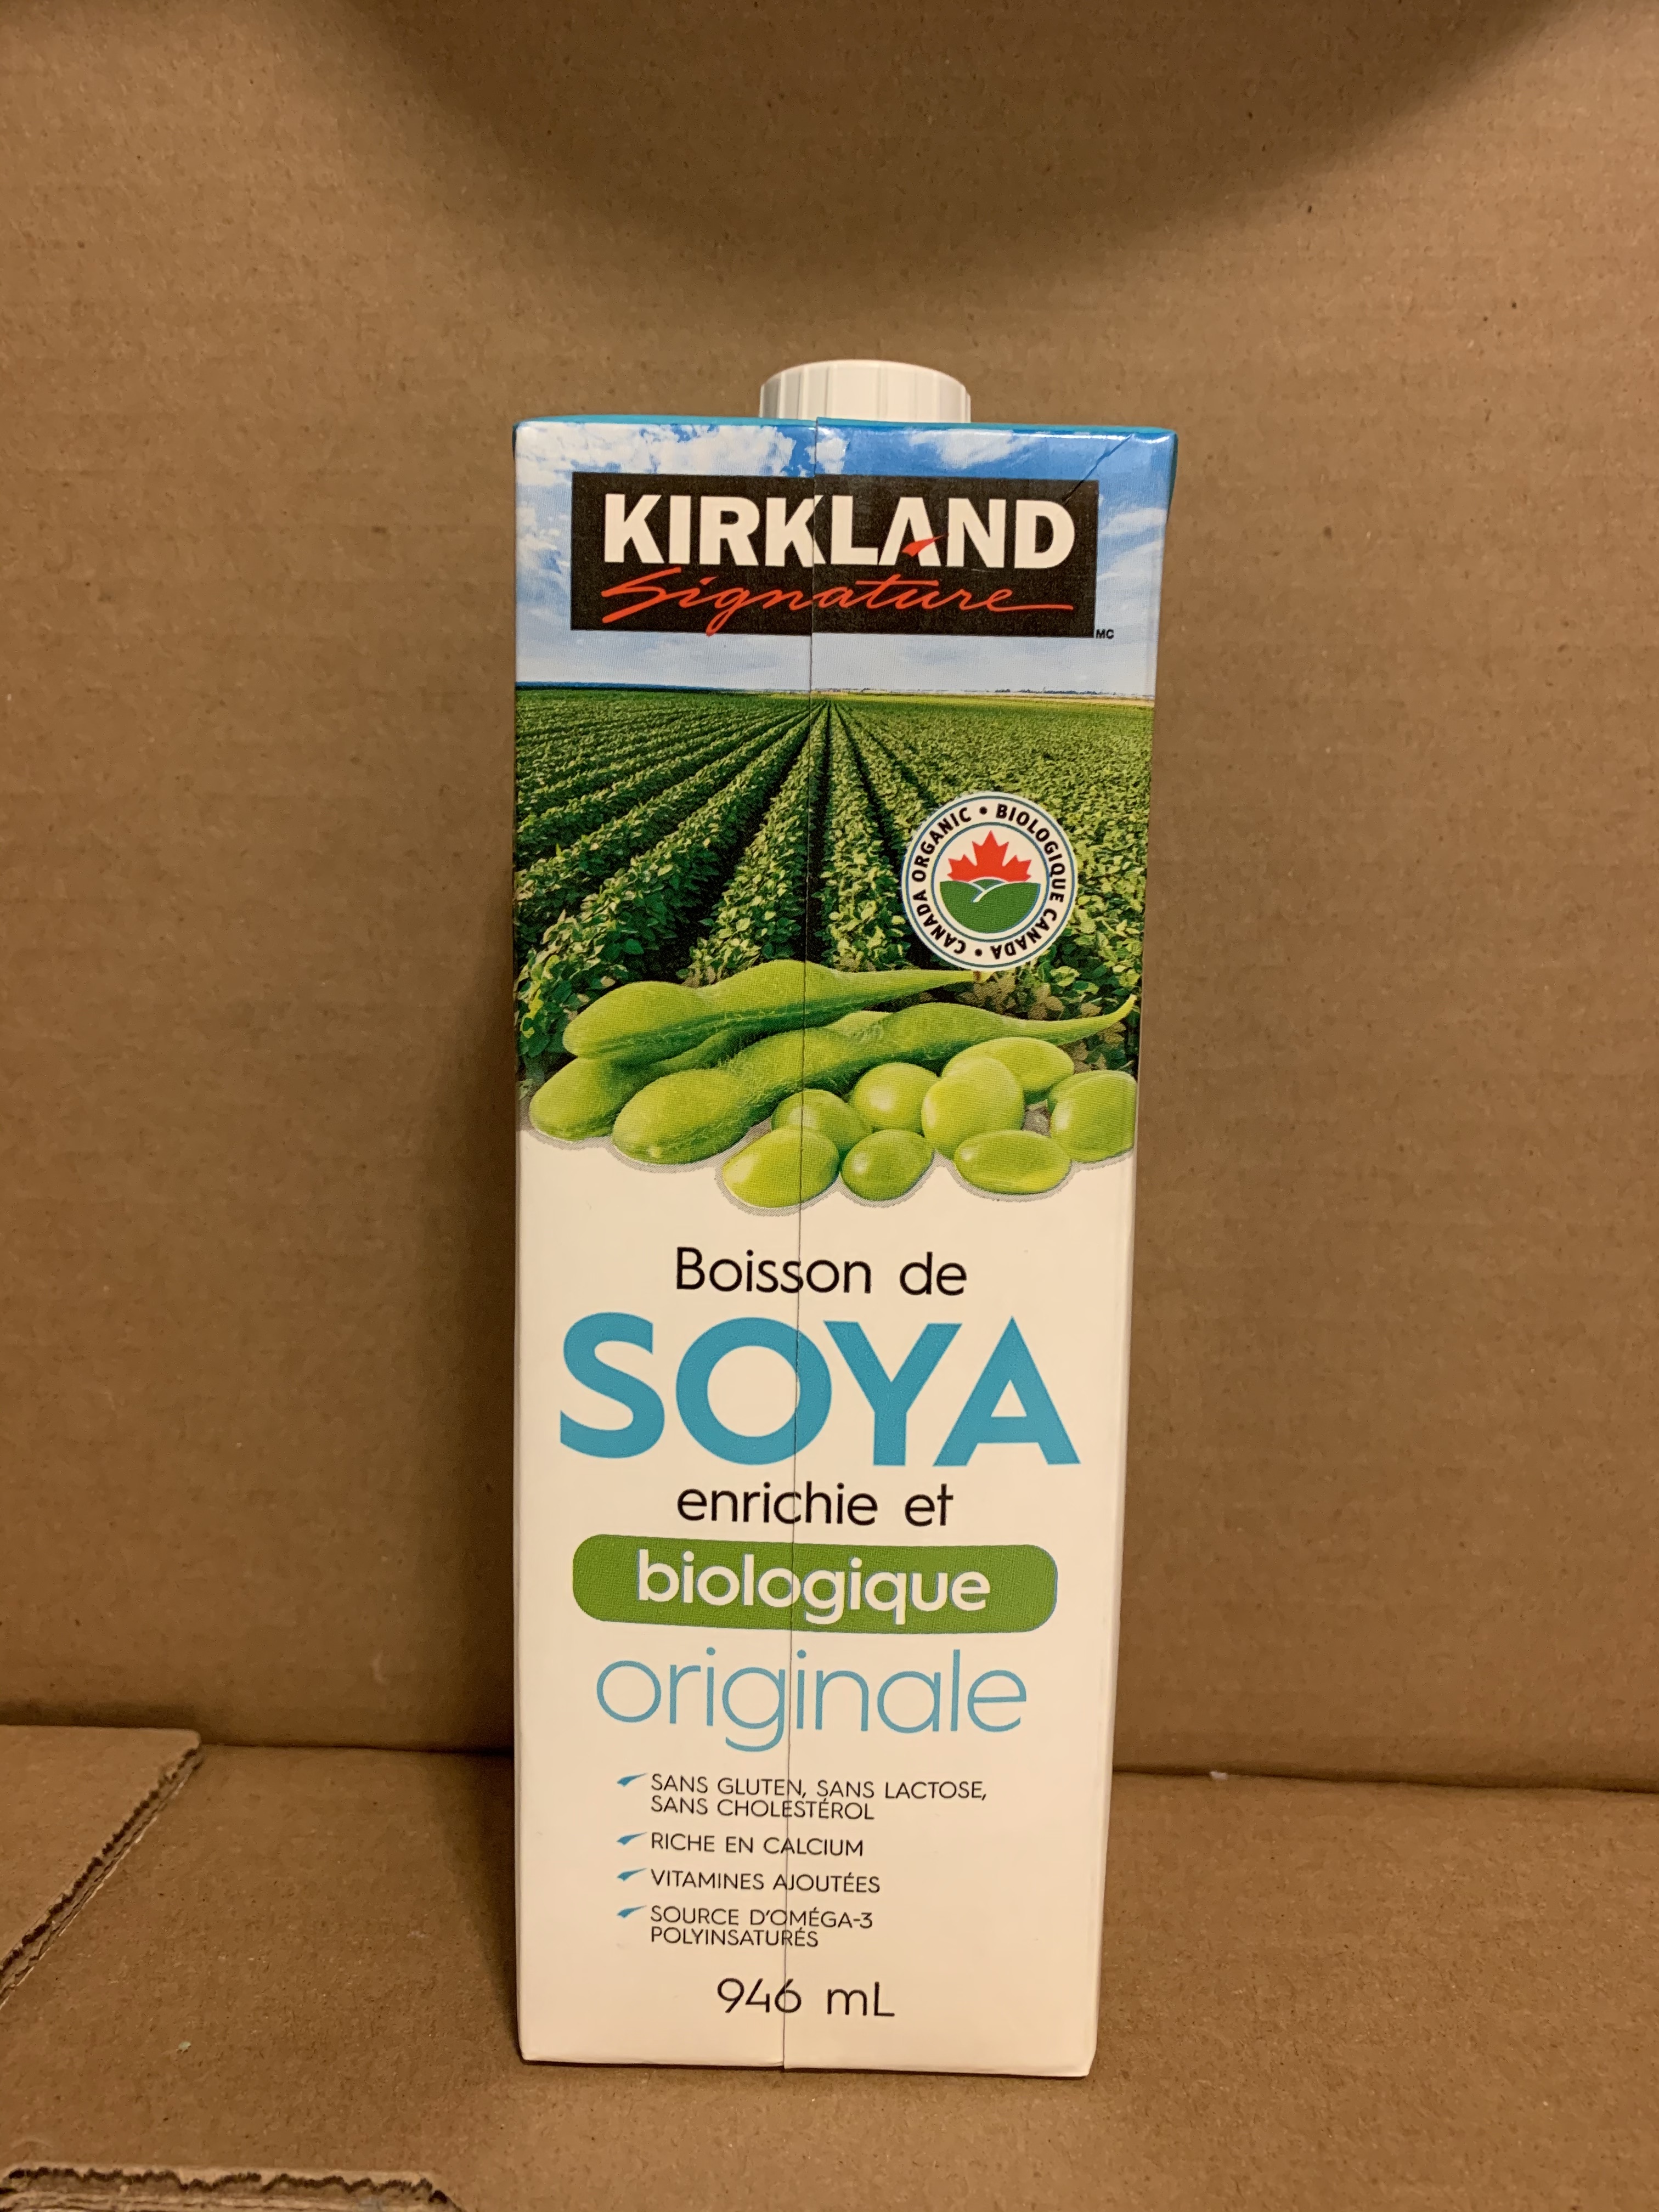 KIRKLAND
Signature
MC
CANADA ORGANIC • BIOLOGIQUE CANADA •
Boisson de
SOYA
enrichie et
biologique
originale
SANS GLUTEN, SANS LACTOSE,
SANS CHOLESTÉROL
RICHE EN CALCIUM
VITAMINES AJOUTÉES
SOURCE D'OMÉGA-3
POLYINSATURÉS
946 mL